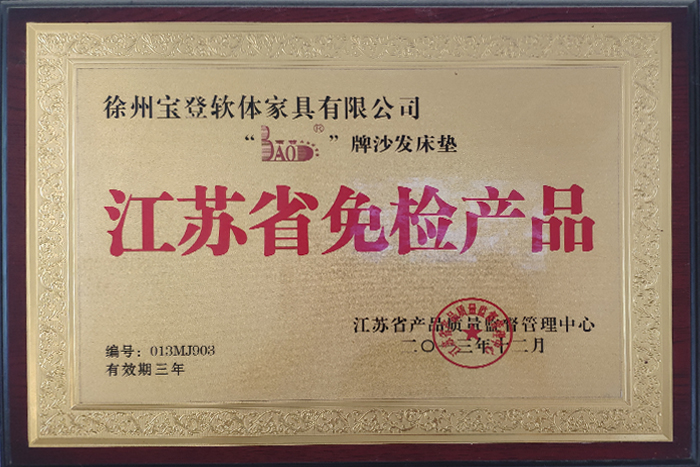 徐州宝登软体家具有限公司
“BAOD®”牌沙发床垫
江苏省免检产品
江苏省产品质量监督管理中心
二〇一三年十二月
编号：013MJ903
有效期三年